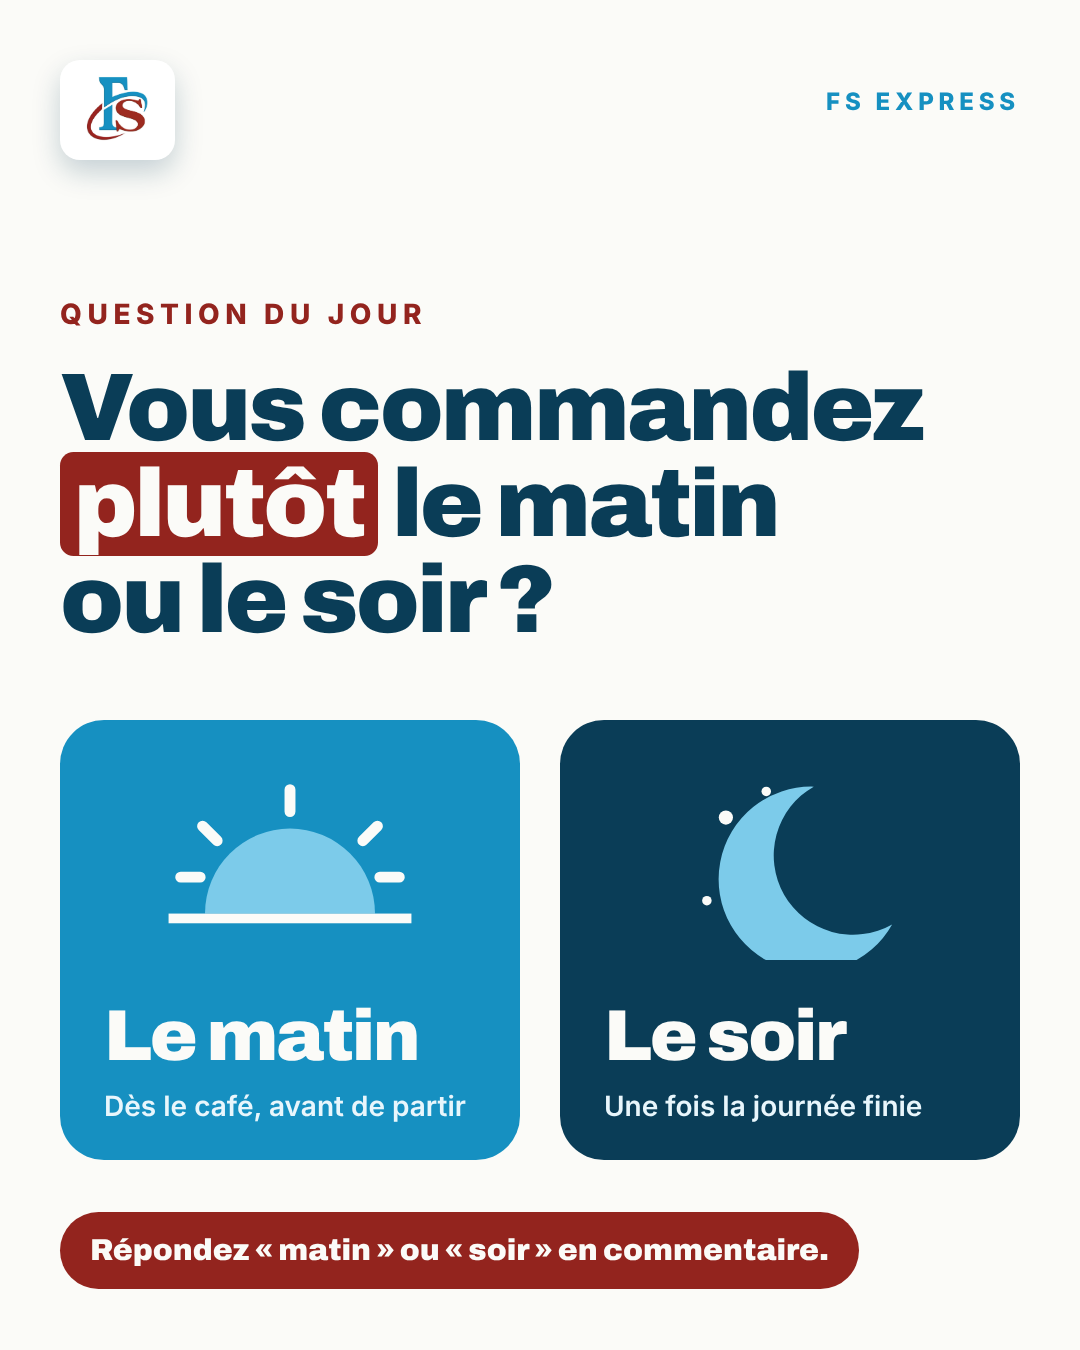 FS
FS EXPRESS
QUESTION DU JOUR
Vous commandez
plutôt le matin
ou le soir ?
Le matin
Dès le café, avant de partir
Le soir
Une fois la journée finie
Répondez « matin » ou « soir » en commentaire.